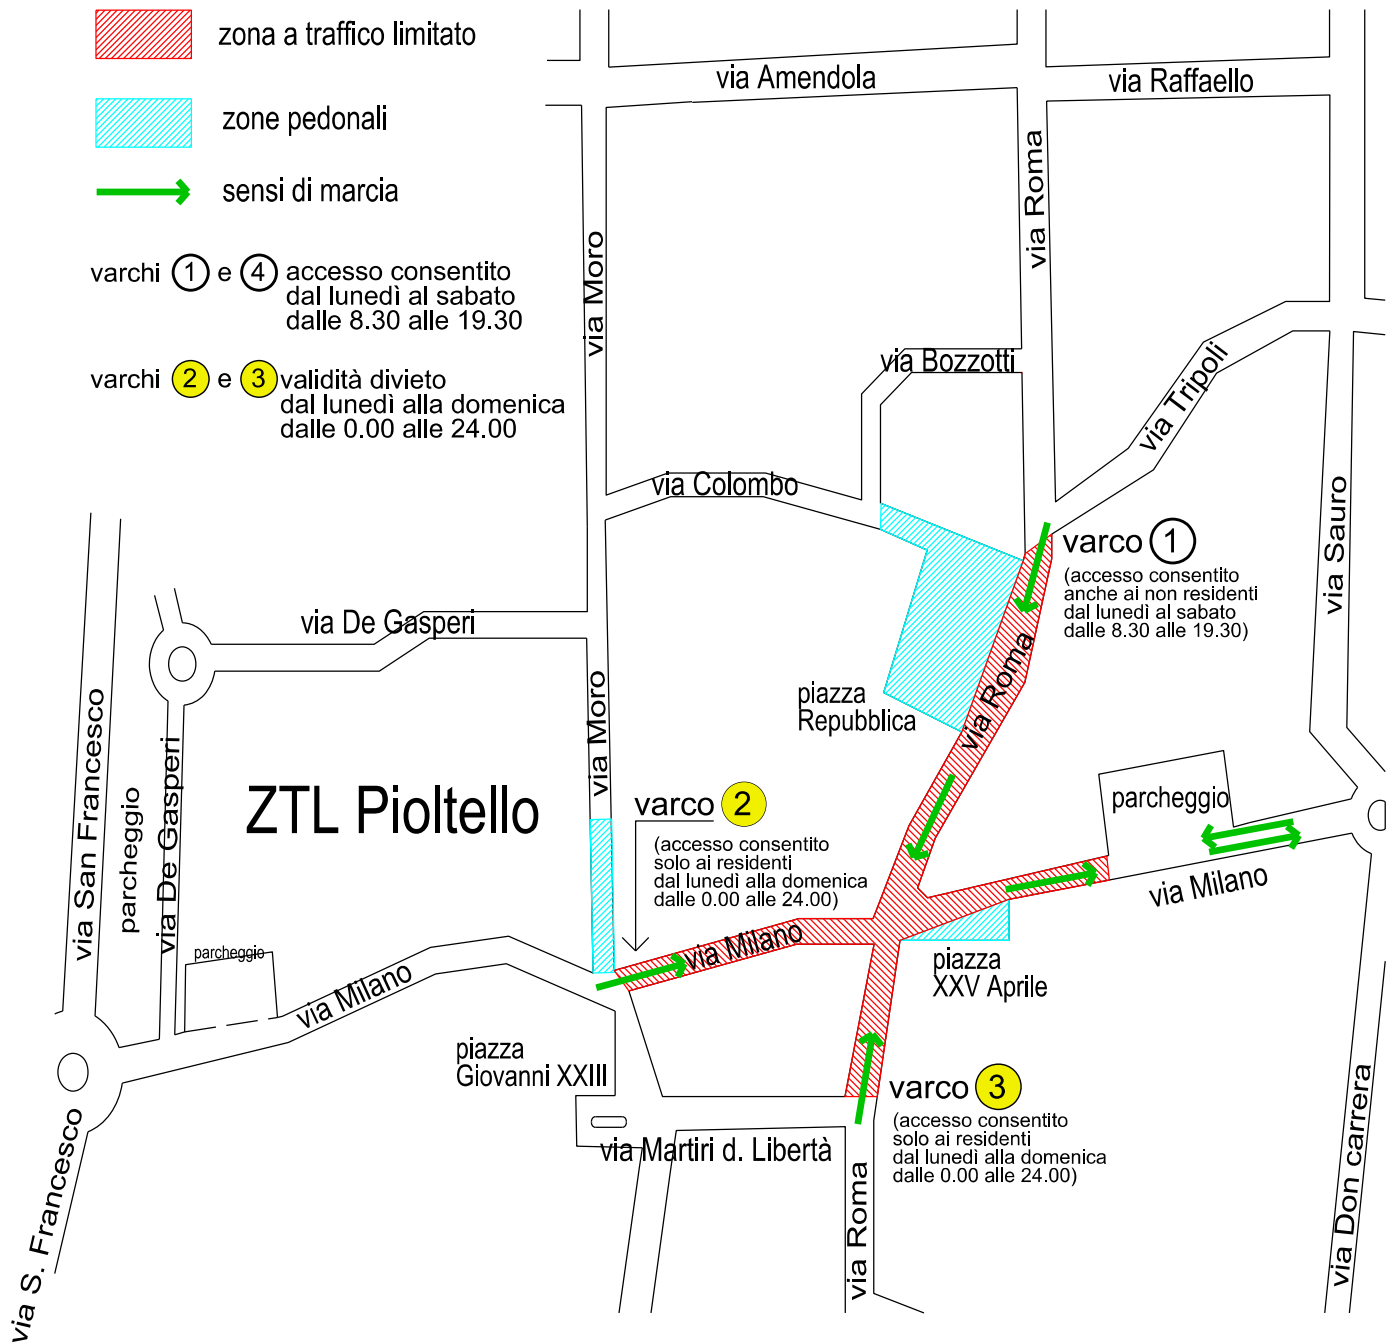 zona a traffico limitato
zone pedonali
sensi di marcia
varchi 1 e 4 accesso consentito
dal lunedì al sabato
dalle 8.30 alle 19.30
varchi 2 e 3 validità divieto
dal lunedì alla domenica
dalle 0.00 alle 24.00
via Amendola
via Raffaello
via Roma
via Moro
via Bozzotti
via Tripoli
via Colombo
via Sauro
varco 1
(accesso consentito
anche ai non residenti
dal lunedì al sabato
dalle 8.30 alle 19.30)
via De Gasperi
via Roma
piazza
Repubblica
via Moro
via San Francesco
parcheggio
via De Gasperi
ZTL Pioltello
varco 2
(accesso consentito
solo ai residenti
dal lunedì alla domenica
dalle 0.00 alle 24.00)
parcheggio
via Milano
via Milano
parcheggio
via Milano
piazza
XXV Aprile
piazza
Giovanni XXIII
varco 3
(accesso consentito
solo ai residenti
dal lunedì alla domenica
dalle 0.00 alle 24.00)
via Martiri d. Libertà
via Roma
via Don carrera
via S. Francesco